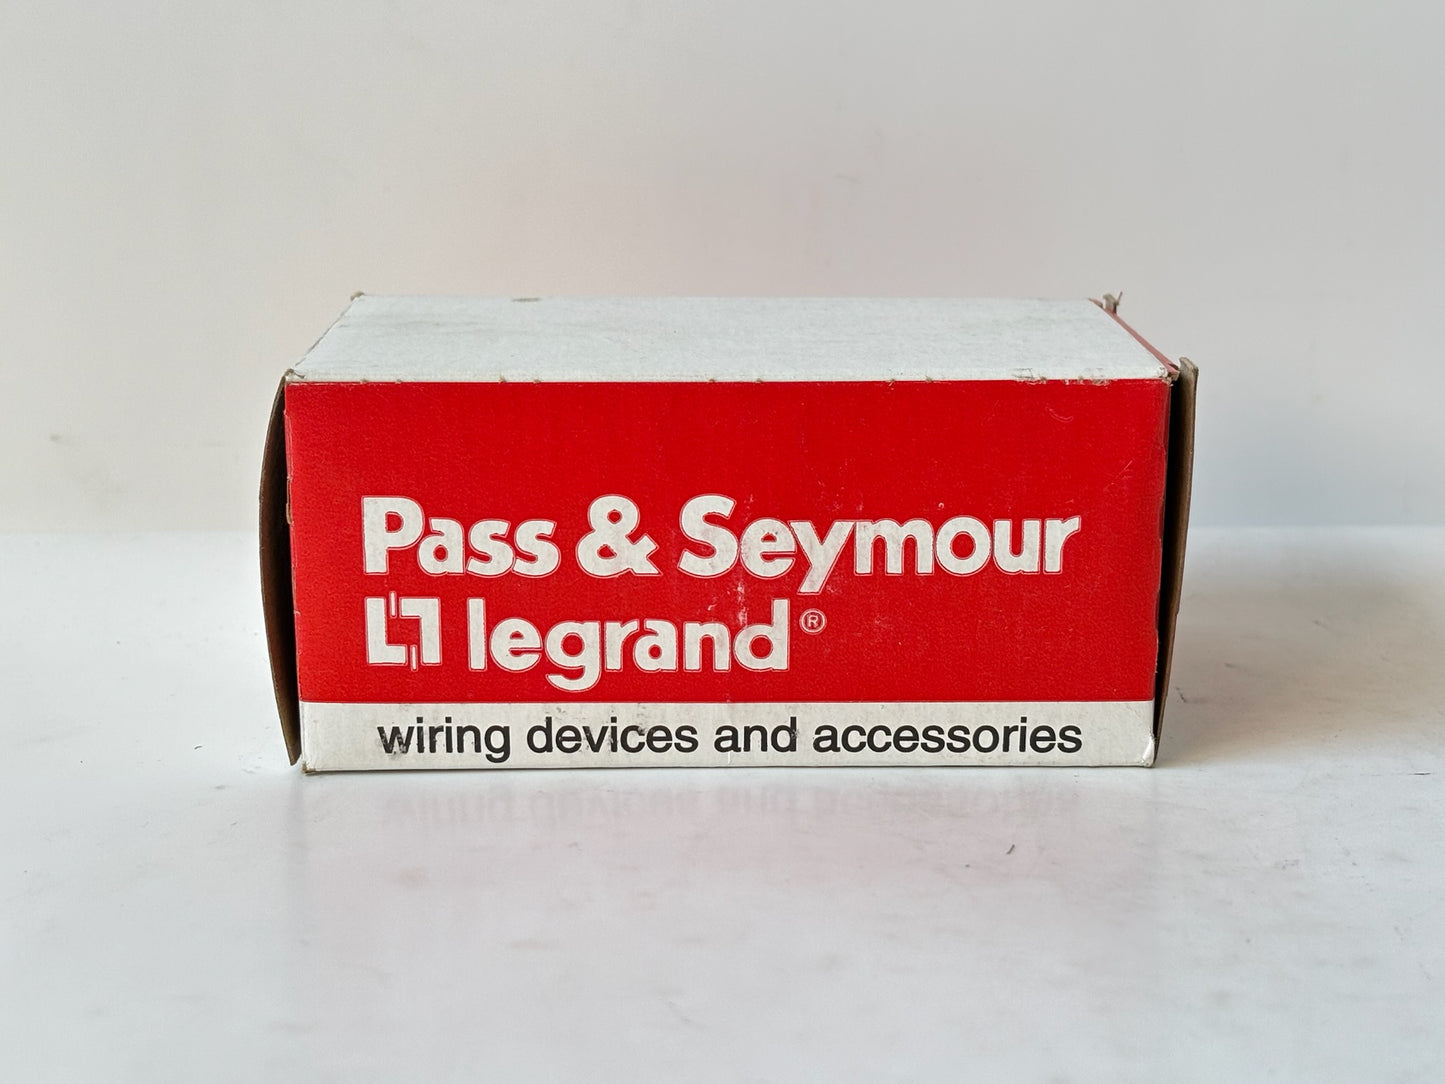 Pass & Seymour
legrand®
wiring devices and accessories